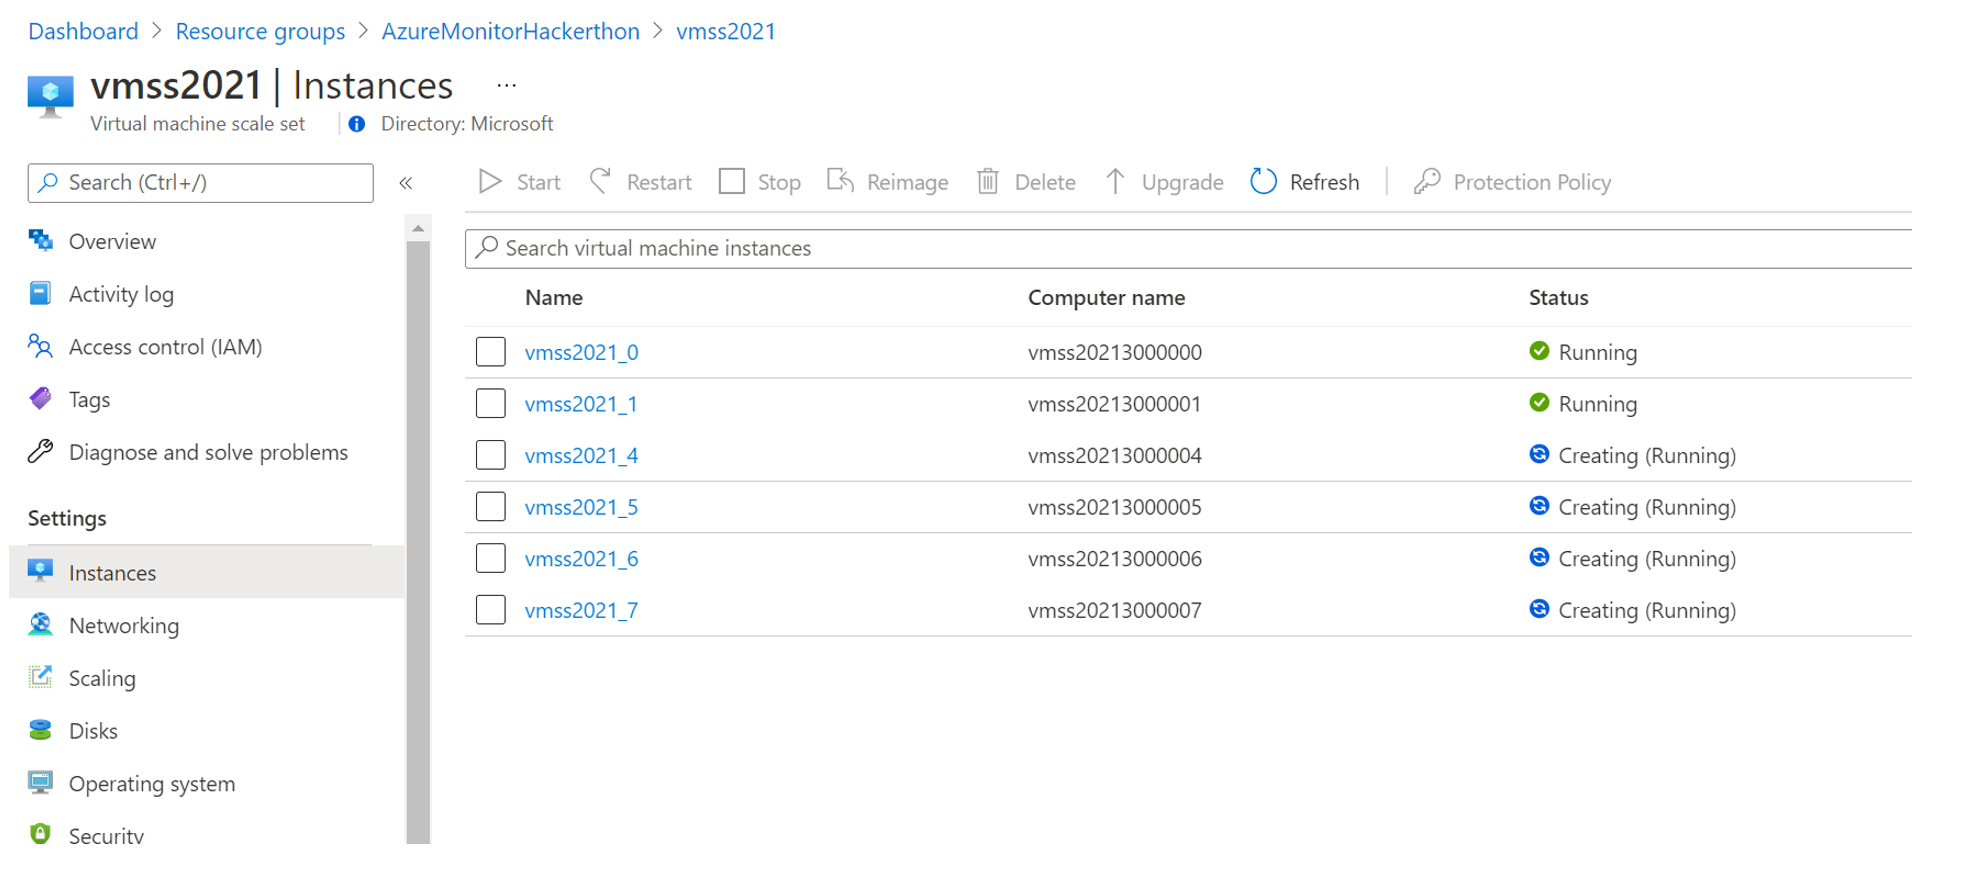 Dashboard > Resource groups > AzureMonitorHackerthon > vmss2021
vmss2021 | Instances ...
Virtual machine scale set Directory: Microsoft
Search (Ctrl+/) «
Start Restart Stop Reimage Delete Upgrade Refresh Protection Policy
Overview
Activity log
Access control (IAM)
Tags
Diagnose and solve problems
Settings
Instances
Networking
Scaling
Disks
Operating system
Security
Search virtual machine instances
Name Computer name Status
vmss2021_0 vmss20213000000 Running
vmss2021_1 vmss20213000001 Running
vmss2021_4 vmss20213000004 Creating (Running)
vmss2021_5 vmss20213000005 Creating (Running)
vmss2021_6 vmss20213000006 Creating (Running)
vmss2021_7 vmss20213000007 Creating (Running)